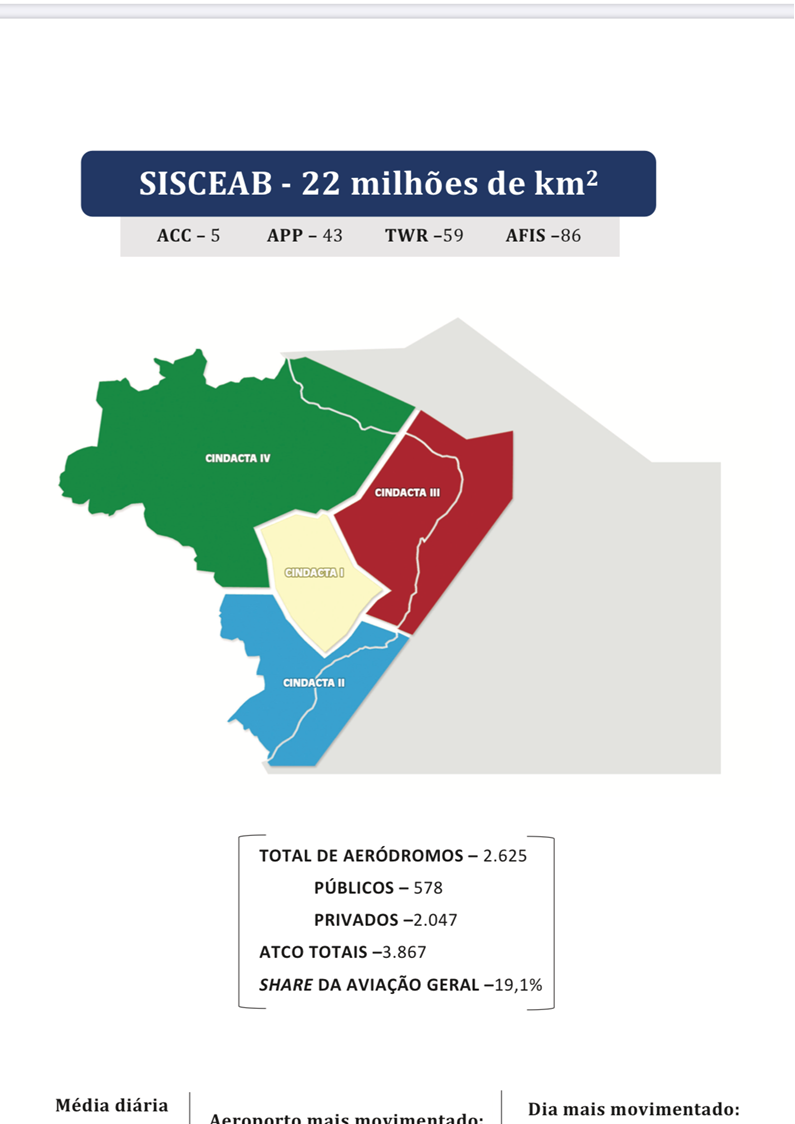 SISCEAB - 22 milhões de km²
ACC – 5 APP – 43 TWR –59 AFIS –86
CINDACTA IV
CINDACTA III
CINDACTA I
CINDACTA II
TOTAL DE AERÓDROMOS – 2.625
PÚBLICOS – 578
PRIVADOS –2.047
ATCO TOTAIS –3.867
SHARE DA AVIAÇÃO GERAL –19,1%
Média diária
Aeroporto mais movimentado:
Dia mais movimentado: